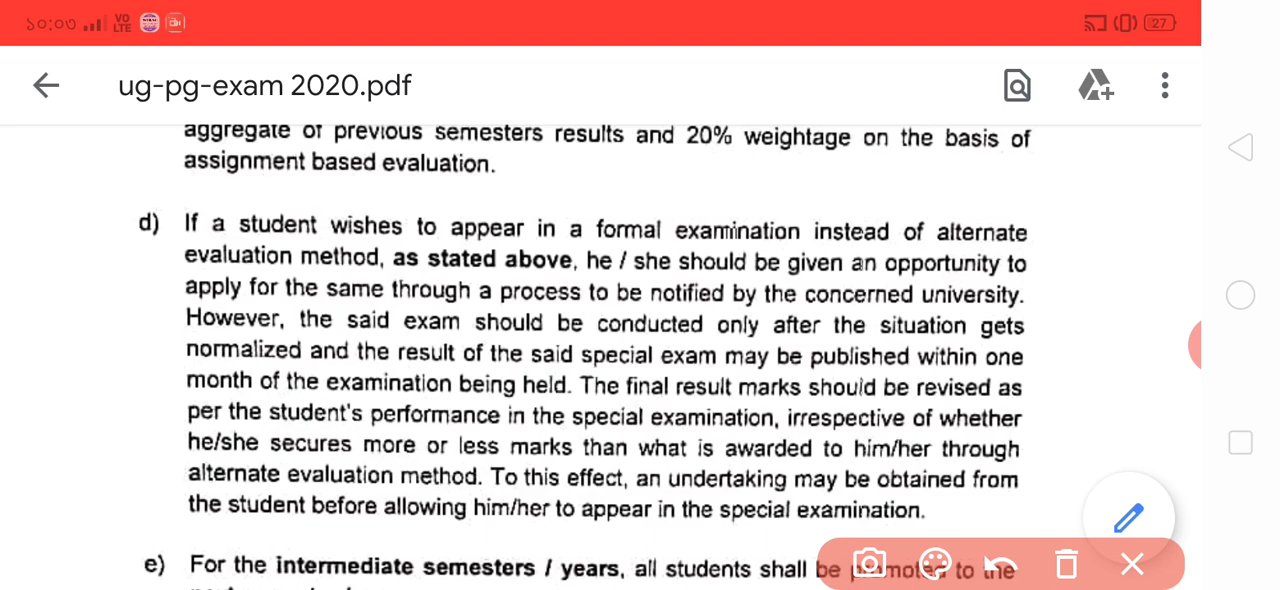 ১০:০৩ VO LTE 27
ug-pg-exam 2020.pdf
aggregate of previous semesters results and 20% weightage on the basis of
assignment based evaluation.
d) If a student wishes to appear in a formal examination instead of alternate
evaluation method, as stated above, he / she should be given an opportunity to
apply for the same through a process to be notified by the concerned university.
However, the said exam should be conducted only after the situation gets
normalized and the result of the said special exam may be published within one
month of the examination being held. The final result marks should be revised as
per the student's performance in the special examination, irrespective of whether
he/she secures more or less marks than what is awarded to him/her through
alternate evaluation method. To this effect, an undertaking may be obtained from
the student before allowing him/her to appear in the special examination.
e) For the intermediate semesters / years, all students shall be promoted to the